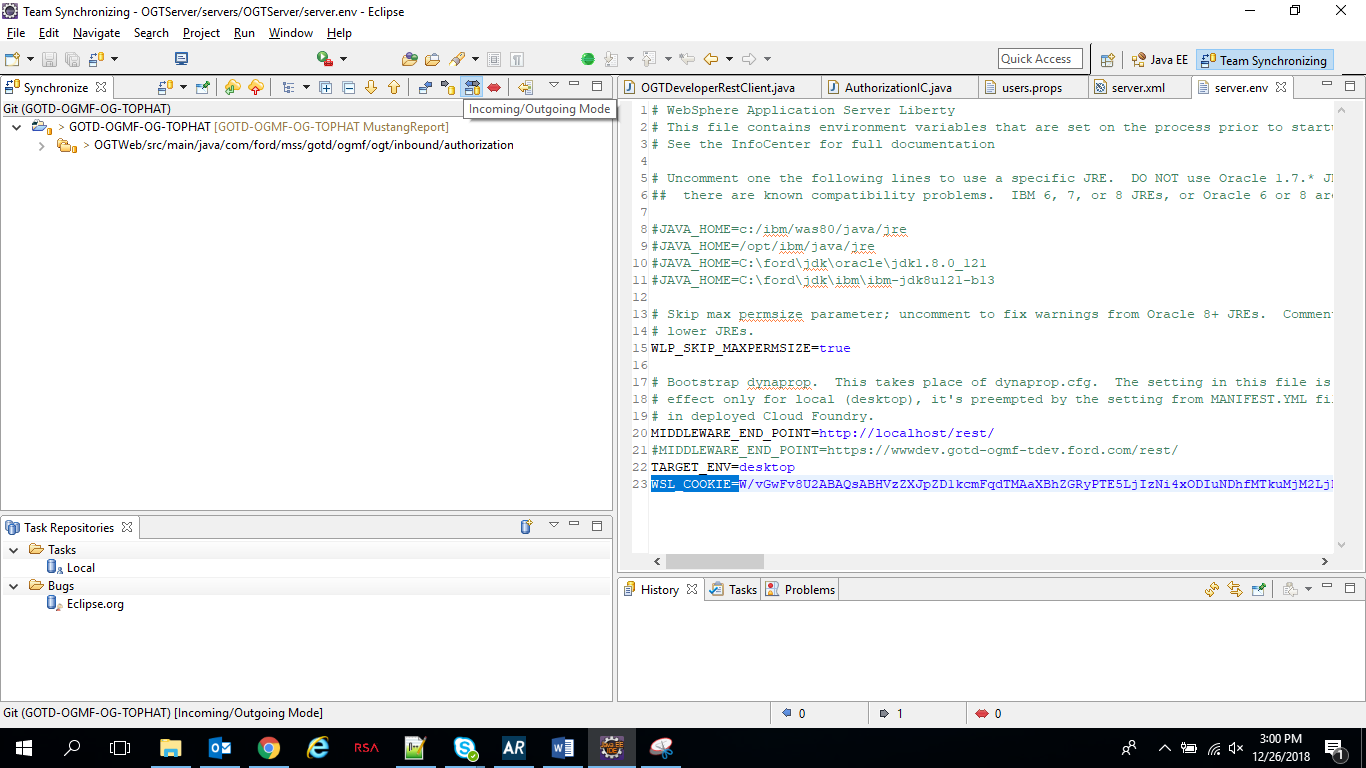 Team Synchronizing - OGTServer/servers/OGTServer/server.env - Eclipse
File Edit Navigate Search Project Run Window Help
Quick Access
Java EE
Team Synchronizing
Synchronize
Incoming/Outgoing Mode
Git (GOTD-OGMF-OG-TOPHAT)
> GOTD-OGMF-OG-TOPHAT [GOTD-OGMF-OG-TOPHAT MustangReport]
> OGTWeb/src/main/java/com/ford/mss/gotd/ogmf/ogt/inbound/authorization
OGTDeveloperRestClient.java
AuthorizationIC.java
users.props
server.xml
server.env
1 # WebSphere Application Server Liberty
2 # This file contains environment variables that are set on the process prior to startu
3 # See the InfoCenter for full documentation
4
5 # Uncomment one the following lines to use a specific JRE.  DO NOT use Oracle 1.7.* JR
6 ##  there are known compatibility problems.  IBM 6, 7, or 8 JREs, or Oracle 6 or 8 are
7
8 #JAVA_HOME=c:/ibm/was80/java/jre
9 #JAVA_HOME=/opt/ibm/java/jre
10 #JAVA_HOME=C:\ford\jdk\oracle\jdk1.8.0_121
11 #JAVA_HOME=C:\ford\jdk\ibm\ibm-jdk8u121-b13
12
13 # Skip max permsize parameter; uncomment to fix warnings from Oracle 8+ JREs.  Commen
14 # lower JREs.
15 WLP_SKIP_MAXPERMSIZE=true
16
17 # Bootstrap dynaprop.  This takes place of dynaprop.cfg.  The setting in this file is
18 # effect only for local (desktop), it's preempted by the setting from MANIFEST.YML fi
19 # in deployed Cloud Foundry.
20 MIDDLEWARE_END_POINT=http://localhost/rest/
21 #MIDDLEWARE_END_POINT=https://wwwdev.gotd-ogmf-tdev.ford.com/rest/
22 TARGET_ENV=desktop
23 WSL_COOKIE=W/vGwFv8U2ABAQsABHVzZXJpZD1kcmFqdTMAaXBhZGRyPTE5LjIzNi4xODIuNDhfMTkuMjM2Lj
Task Repositories
Tasks
Local
Bugs
Eclipse.org
History
Tasks
Problems
Git (GOTD-OGMF-OG-TOPHAT) [Incoming/Outgoing Mode]
0
1
0
RSA
AR
3:00 PM
12/26/2018
1